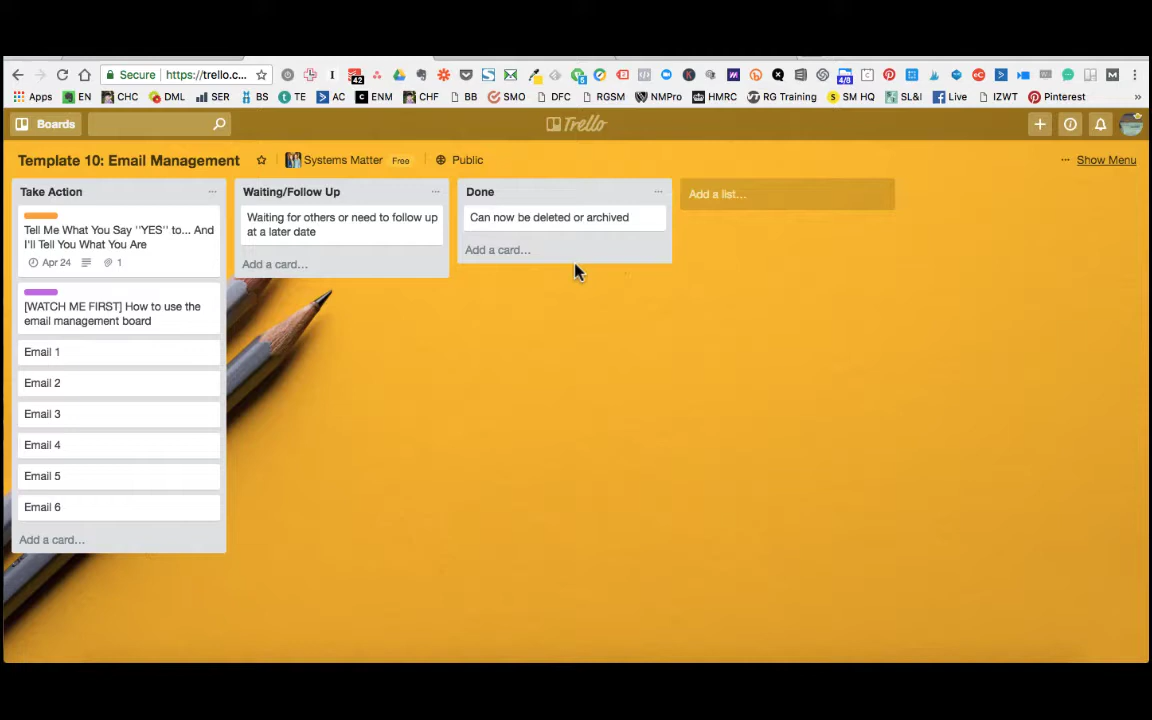 Secure
https://trello.c...
42
6
4/8
Apps
EN
CHC
DML
SER
BS
TE
AC
ENM
CHF
BB
SMO
DFC
RGSM
NMPro
HMRC
RG Training
SM HQ
SL&I
Live
IZWT
Pinterest
»
Boards
Trello
Template 10: Email Management
Systems Matter
Free
Public
Show Menu
Take Action
Tell Me What You Say ''YES'' to... And
I'll Tell You What You Are
Apr 24
1
[WATCH ME FIRST] How to use the
email management board
Email 1
Email 2
Email 3
Email 4
Email 5
Email 6
Add a card...
Waiting/Follow Up
Waiting for others or need to follow up
at a later date
Add a card...
Done
Can now be deleted or archived
Add a card...
Add a list...